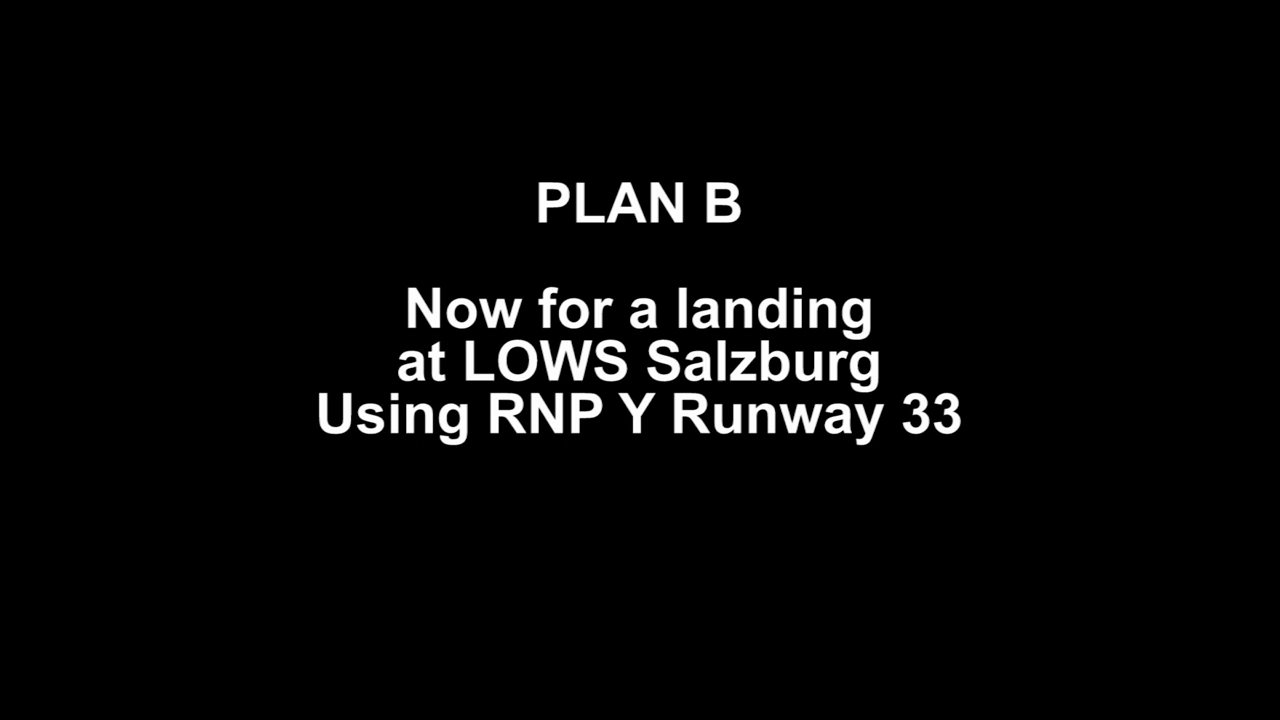 PLAN B
Now for a landing
at LOWS Salzburg
Using RNP Y Runway 33